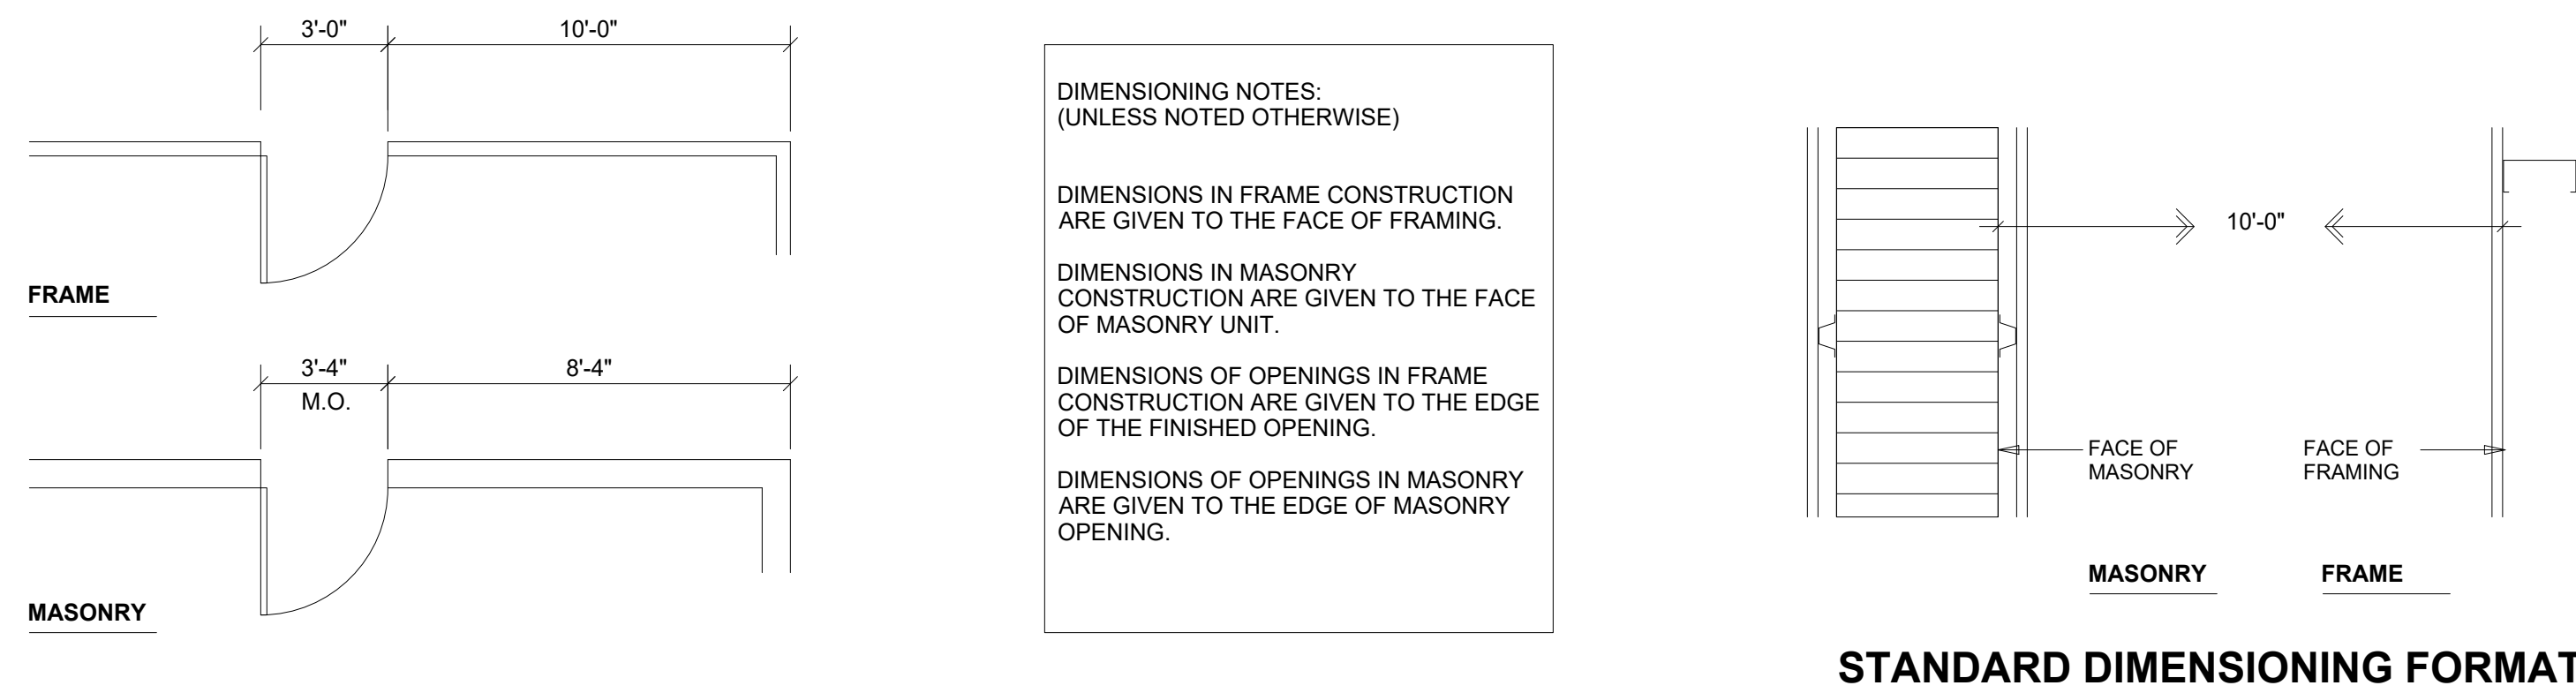 3'-0"
10'-0"
FRAME
3'-4"
M.O.
8'-4"
MASONRY
DIMENSIONING NOTES:
(UNLESS NOTED OTHERWISE)
DIMENSIONS IN FRAME CONSTRUCTION
ARE GIVEN TO THE FACE OF FRAMING.
DIMENSIONS IN MASONRY
CONSTRUCTION ARE GIVEN TO THE FACE
OF MASONRY UNIT.
DIMENSIONS OF OPENINGS IN FRAME
CONSTRUCTION ARE GIVEN TO THE EDGE
OF THE FINISHED OPENING.
DIMENSIONS OF OPENINGS IN MASONRY
ARE GIVEN TO THE EDGE OF MASONRY
OPENING.
10'-0"
FACE OF
MASONRY
FACE OF
FRAMING
MASONRY
FRAME
STANDARD DIMENSIONING FORMAT